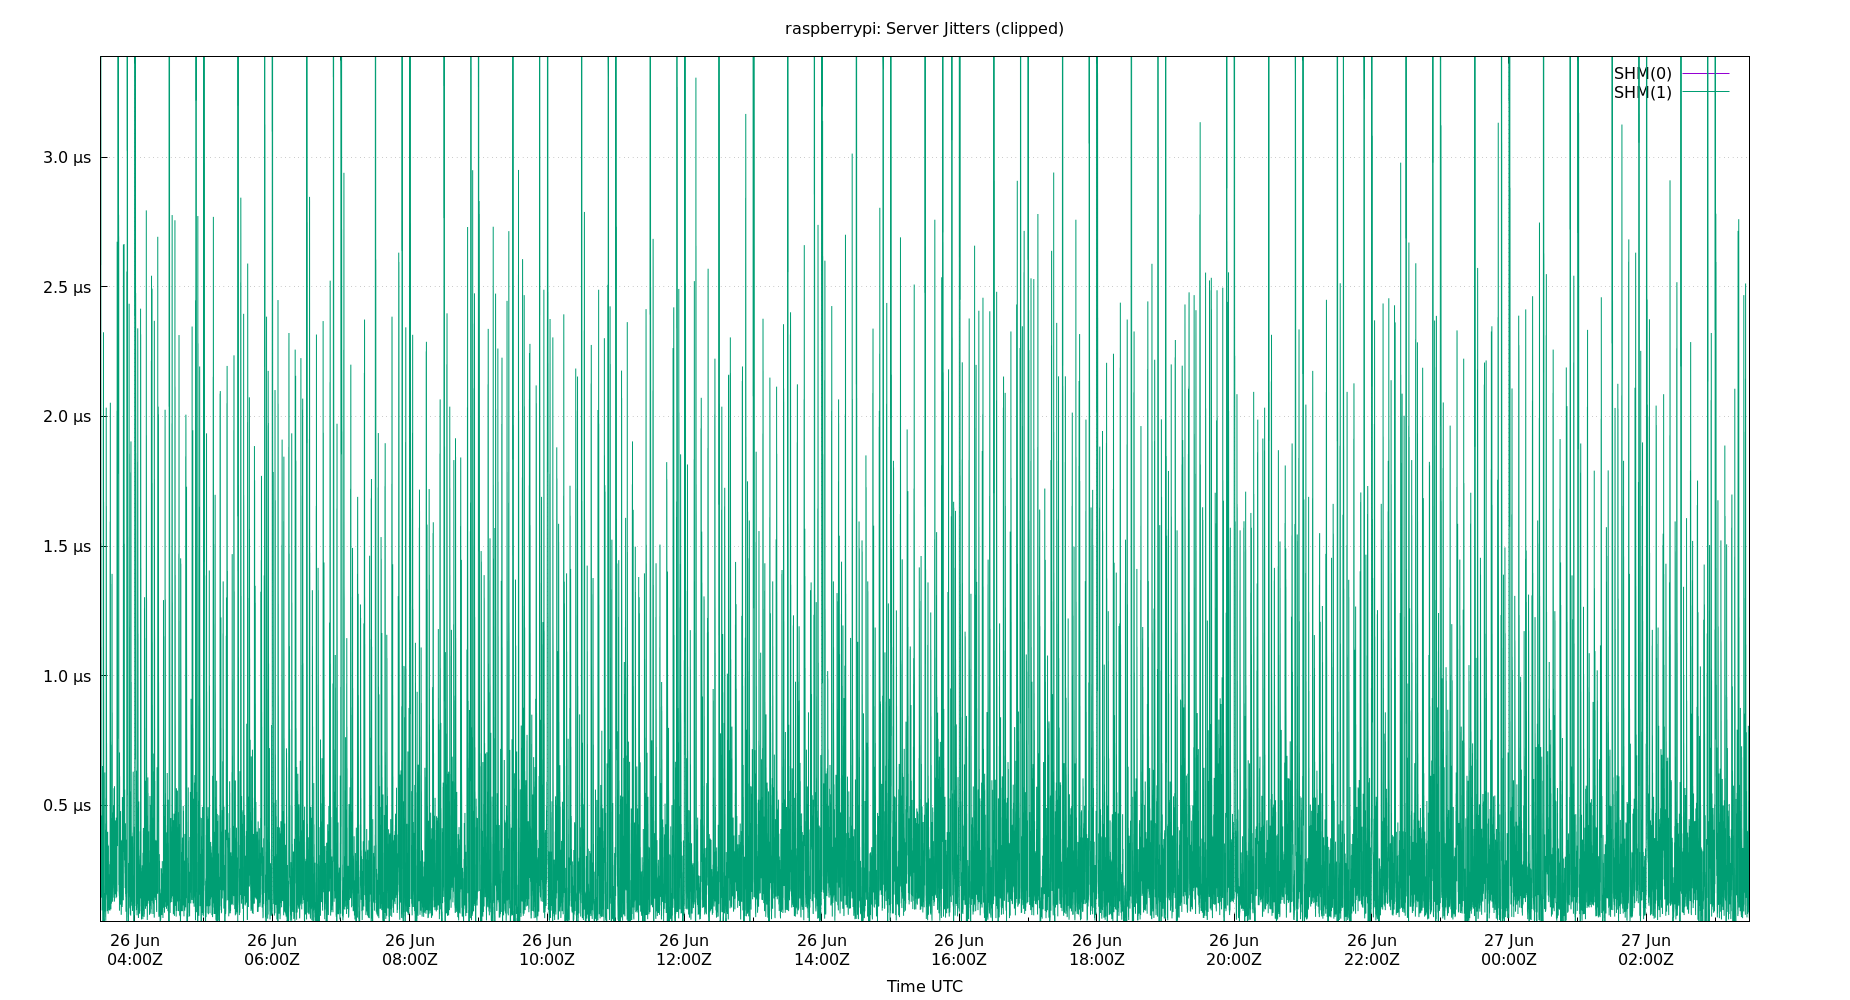 raspberrypi: Server Jitters (clipped)
SHM(0)
SHM(1)
3.0 µs
2.5 µs
2.0 µs
1.5 µs
1.0 µs
0.5 µs
26 Jun 26 Jun 26 Jun 26 Jun 26 Jun 26 Jun 26 Jun 26 Jun 26 Jun 26 Jun 27 Jun 27 Jun
04:00Z 06:00Z 08:00Z 10:00Z 12:00Z 14:00Z 16:00Z 18:00Z 20:00Z 22:00Z 00:00Z 02:00Z
Time UTC